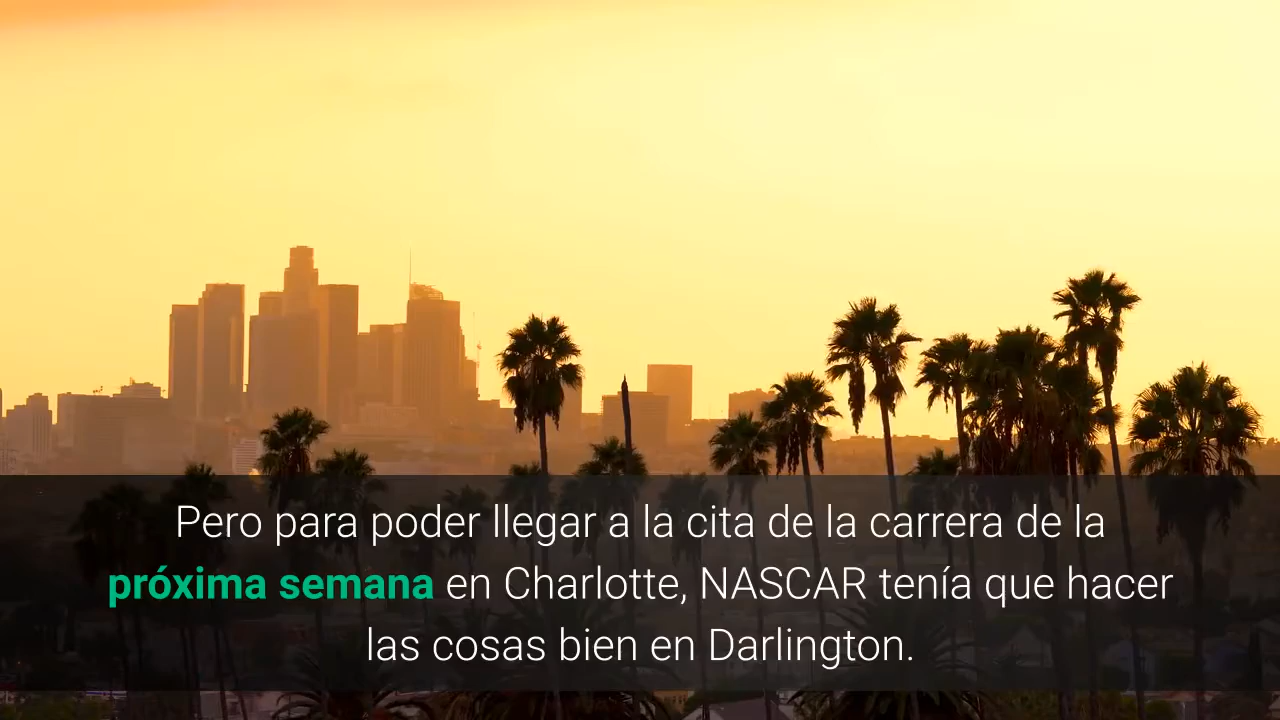 Pero para poder llegar a la cita de la carrera de la
próxima semana en Charlotte, NASCAR tenía que hacer
las cosas bien en Darlington.